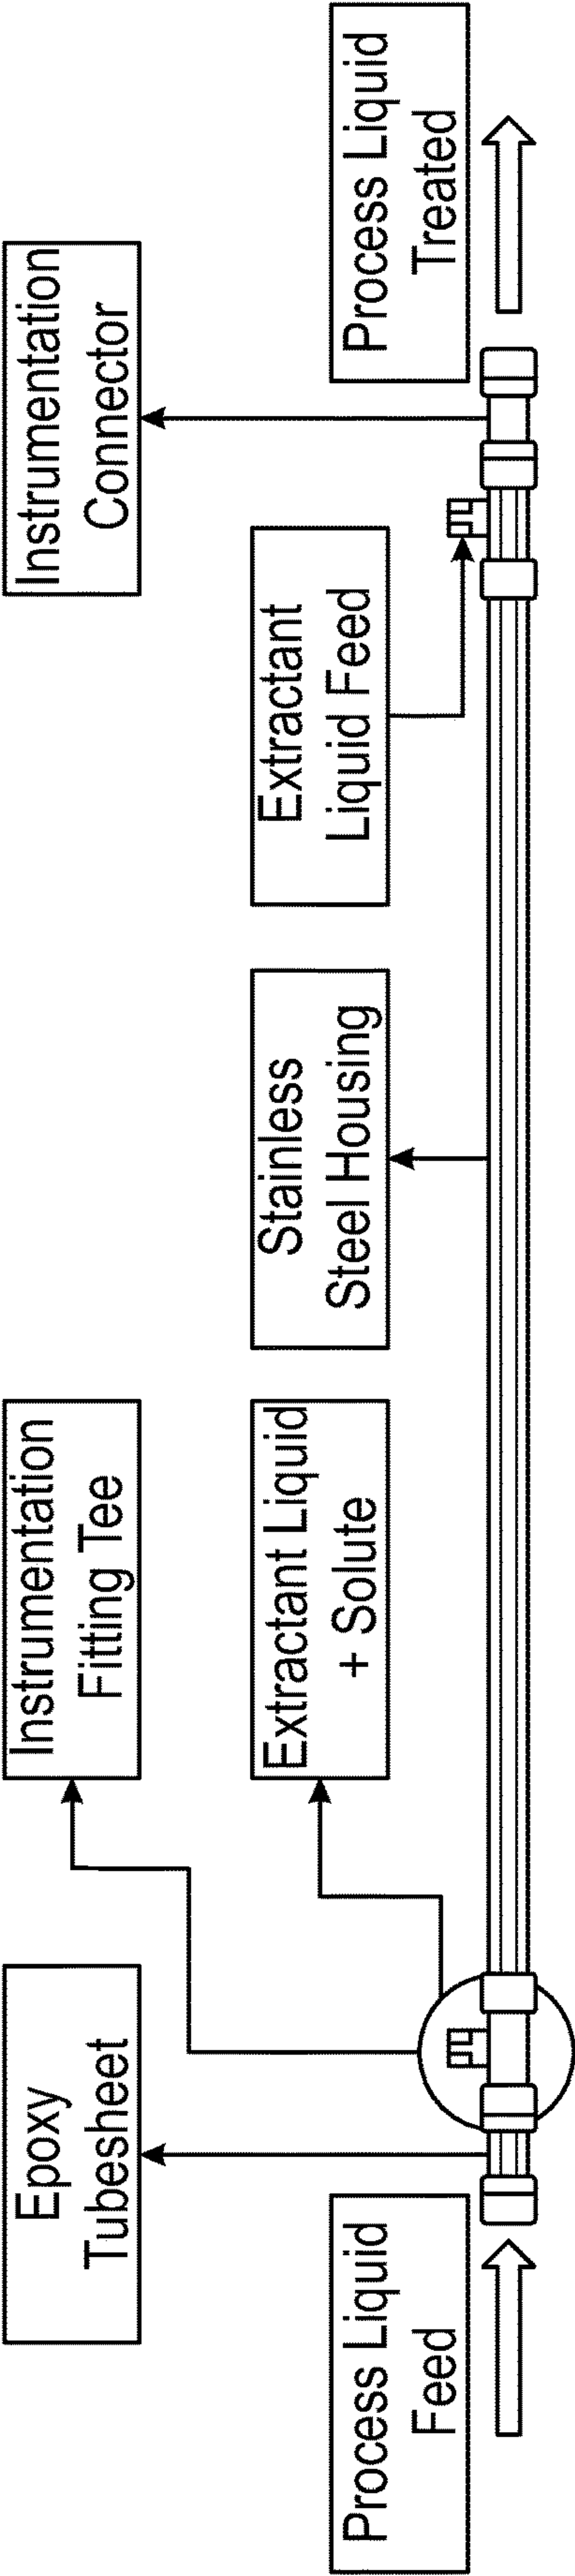 Epoxy
Tubesheet
Instrumentation
Fitting Tee
Instrumentation
Connector
Extractant Liquid
+ Solute
Stainless
Steel Housing
Extractant
Liquid Feed
Process Liquid
Feed
Process Liquid
Treated